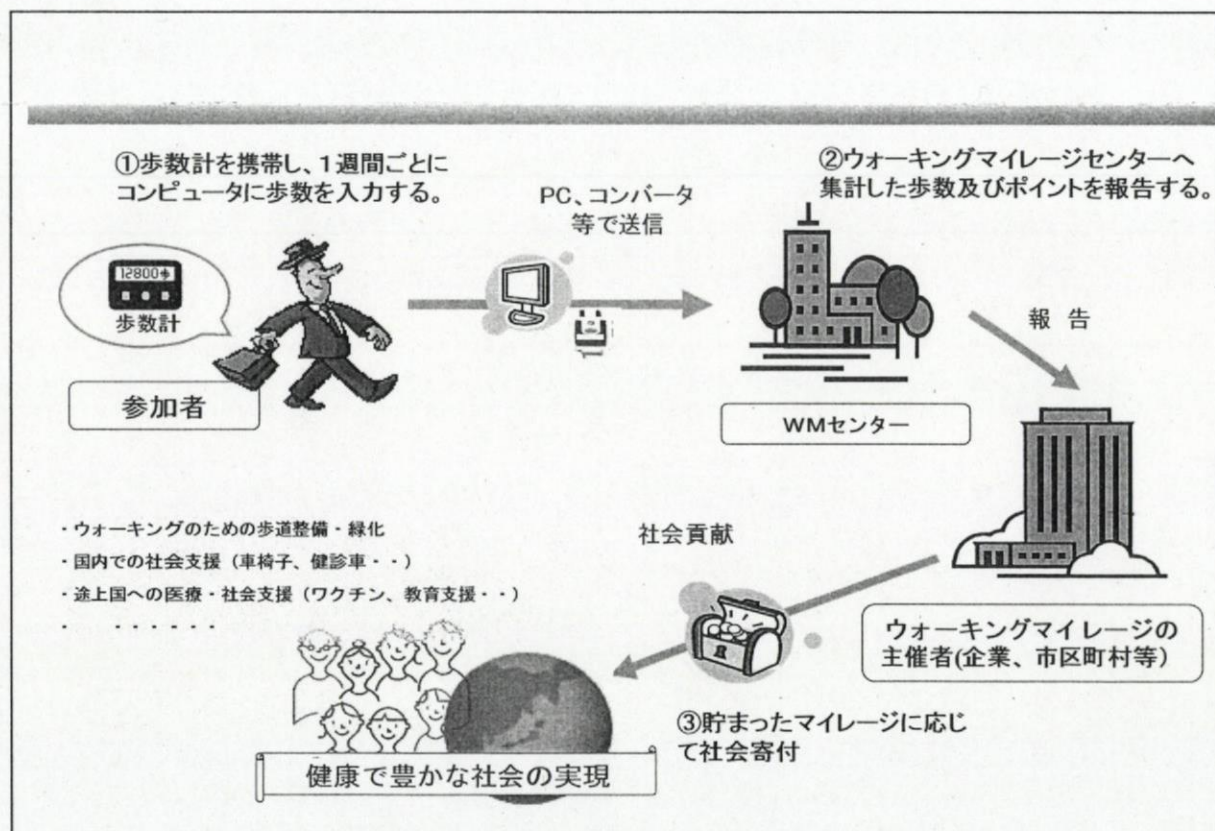 ①歩数計を携帯し、1週間ごとに
コンピュータに歩数を入力する。
PC、コンバータ
等で送信
②ウォーキングマイレージセンターへ
集計した歩数及びポイントを報告する。
12800歩
歩数計
参加者
WMセンター
報 告
・ウォーキングのための歩道整備・緑化
・国内での社会支援（車椅子、健診車・・）
・途上国への医療・社会支援（ワクチン、教育支援・・）
・・・・・・
社会貢献
ウォーキングマイレージの
主催者(企業、市区町村等）
③貯まったマイレージに応じ
て社会寄付
健康で豊かな社会の実現